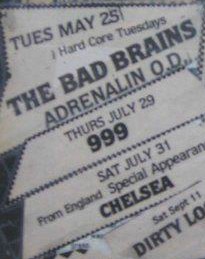 TUES MAY 25!
! Hard Core Tuesdays
THE BAD BRAINS
ADRENALIN O.D.
THURS JULY 29
999
SAT JULY 31
From England Special Appearan
CHELSEA
Sat Sept 11
DIRTY LO